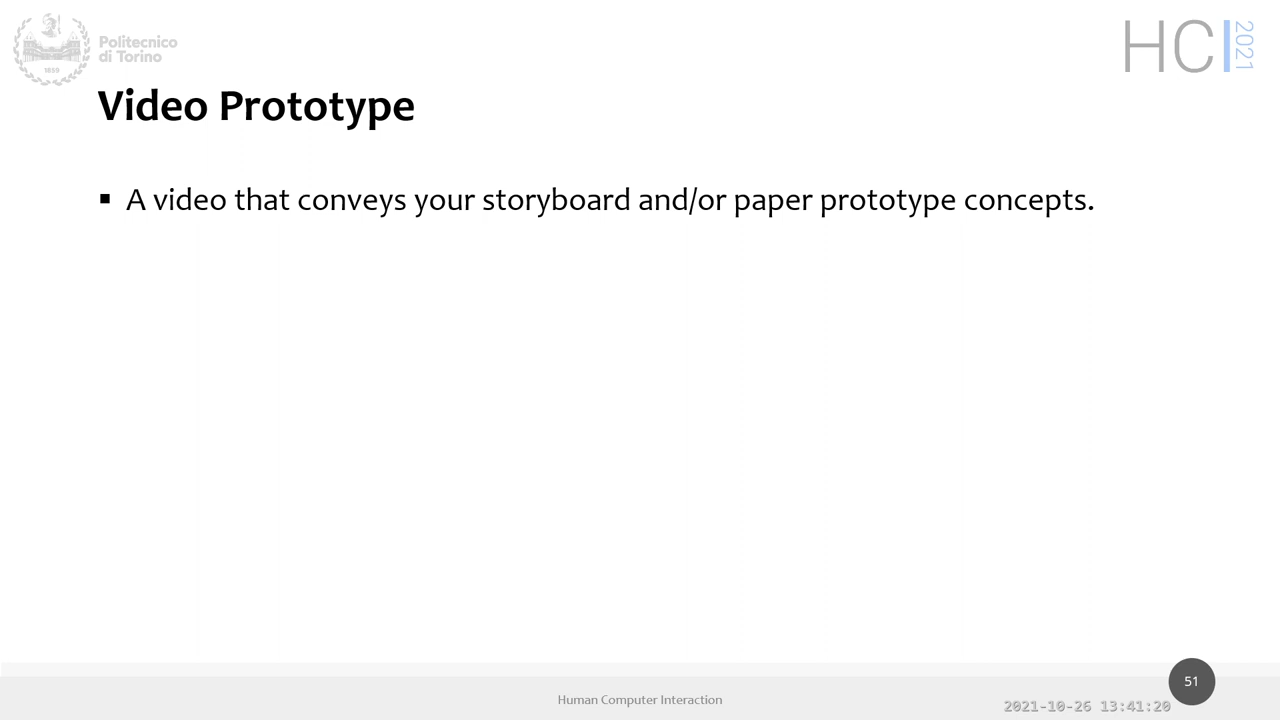 Politecnico
di Torino
1859
HCI
2021
Video Prototype
▪ A video that conveys your storyboard and/or paper prototype concepts.
51
Human Computer Interaction
2021-10-26 13:41:20